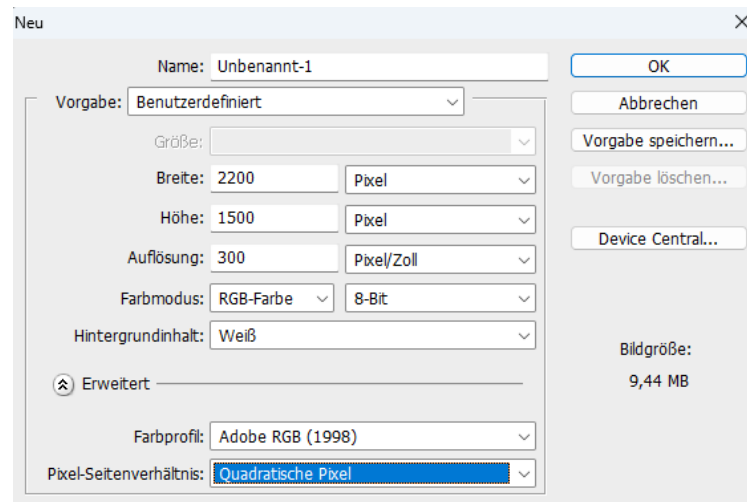 Neu
Name: Unbenannt-1
OK
Vorgabe: Benutzerdefiniert
Abbrechen
Größe:
Vorgabe speichern...
Breite: 2200 Pixel
Vorgabe löschen...
Höhe: 1500 Pixel
Device Central...
Auflösung: 300 Pixel/Zoll
Farbmodus: RGB-Farbe 8-Bit
Hintergrundinhalt: Weiß
Bildgröße:
9,44 MB
Erweitert
Farbprofil: Adobe RGB (1998)
Pixel-Seitenverhältnis: Quadratische Pixel